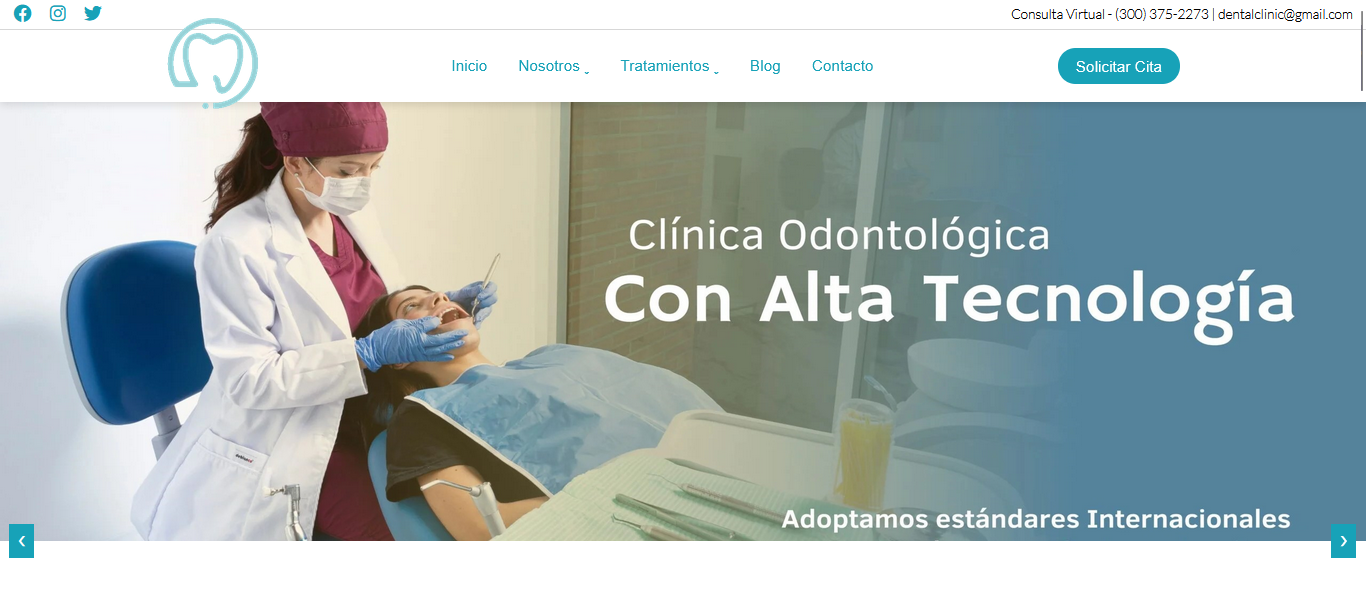 Consulta Virtual - (300) 375-2273 | dentalclinic@gmail.com
Inicio
Nosotros
Tratamientos
Blog
Contacto
Solicitar Cita
Clínica Odontológica
Con Alta Tecnología
Adoptamos estándares Internacionales
‹
›